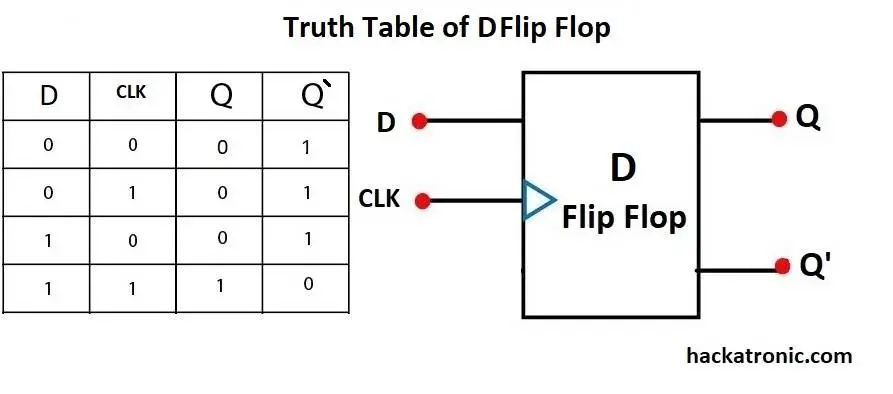 Truth Table of D Flip Flop
D CLK Q Q`
0 0 0 1
0 1 0 1
1 0 0 1
1 1 1 0
D
CLK
D
Flip Flop
Q
Q'
hackatronic.com